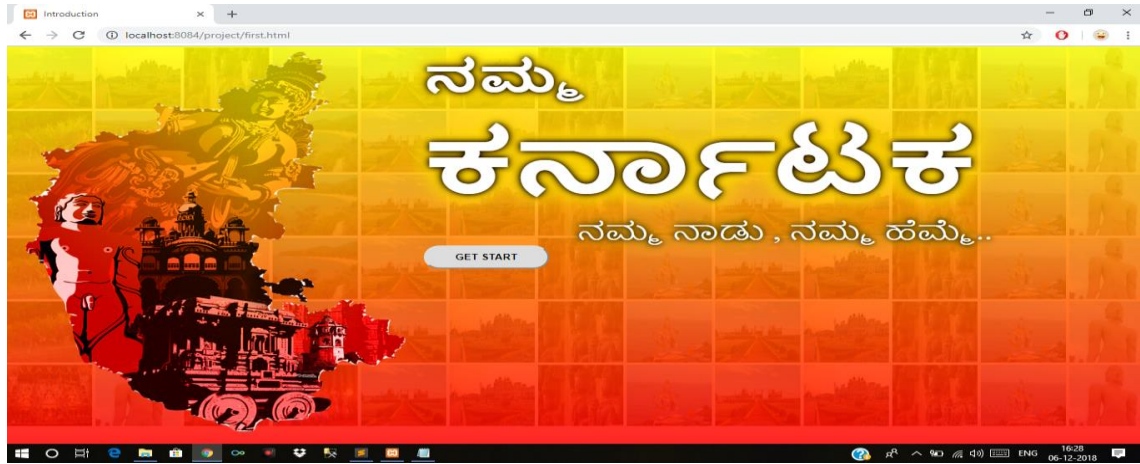 Introduction
localhost:8084/project/first.html
ನಮ್ಮ
ಕರ್ನಾಟಕ
ನಮ್ಮ ನಾಡು , ನಮ್ಮ ಹೆಮ್ಮೆ..
GET START
ENG
16:28
06-12-2018